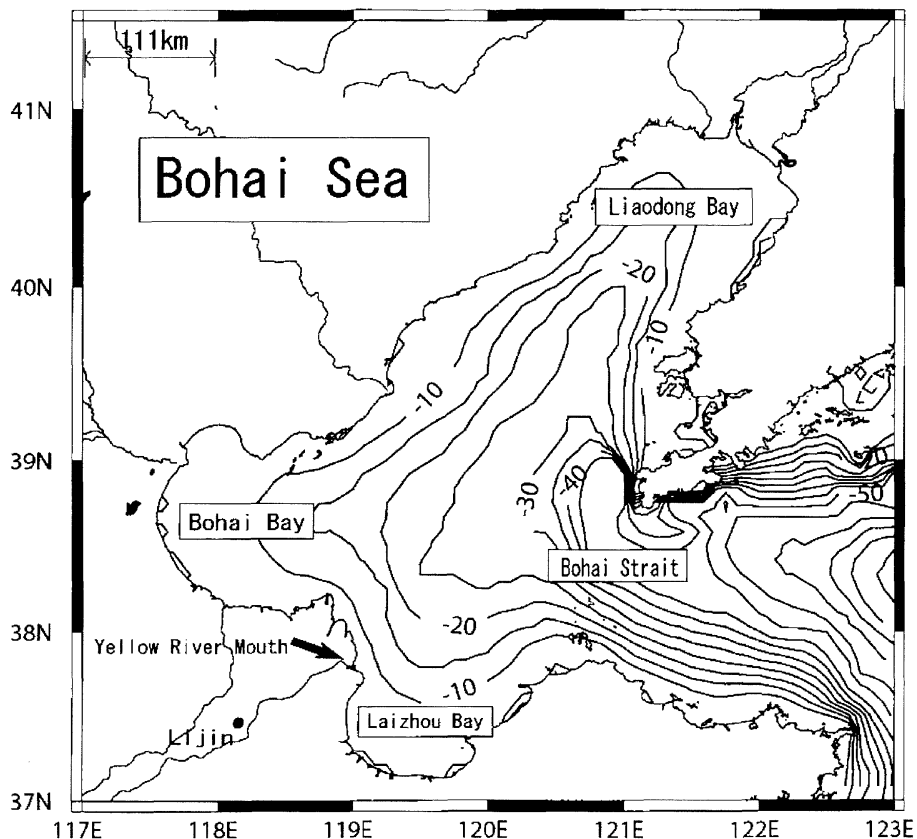 111km
41N
Bohai Sea
Liaodong Bay
-20
40N
-10
-10
39N
-20
-50
-30
-40
Bohai Bay
Bohai Strait
38N
-20
Yellow River Mouth
-10
Laizhou Bay
Lijin
37N
117E 118E 119E 120E 121E 122E 123E